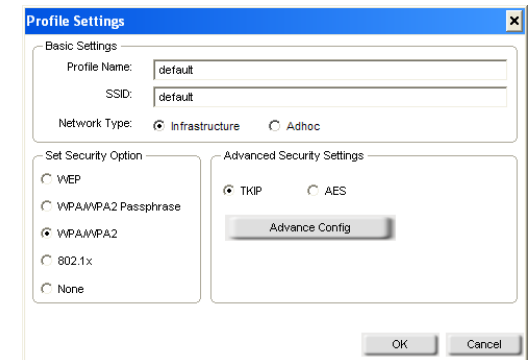 Profile Settings
Basic Settings
Profile Name: default
SSID: default
Network Type: Infrastructure Adhoc
Set Security Option
WEP
WPA/WPA2 Passphrase
WPA/WPA2
802.1x
None
Advanced Security Settings
TKIP AES
Advance Config
OK Cancel